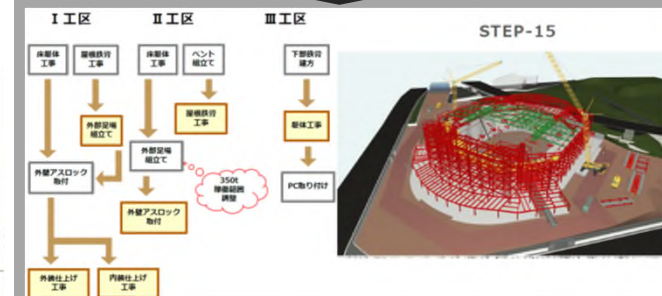 I工区
II工区
III工区
STEP-15
床躯体
工事
屋根鉄骨
工事
床躯体
工事
ベント
組立て
下部鉄骨
建方
外部足場
組立て
屋根鉄骨
工事
躯体工事
外部足場
組立て
外壁アスロック
取付
350t
稼働範囲
調整
PC取り付け
外壁アスロック
取付
外装仕上げ
工事
内装仕上げ
工事